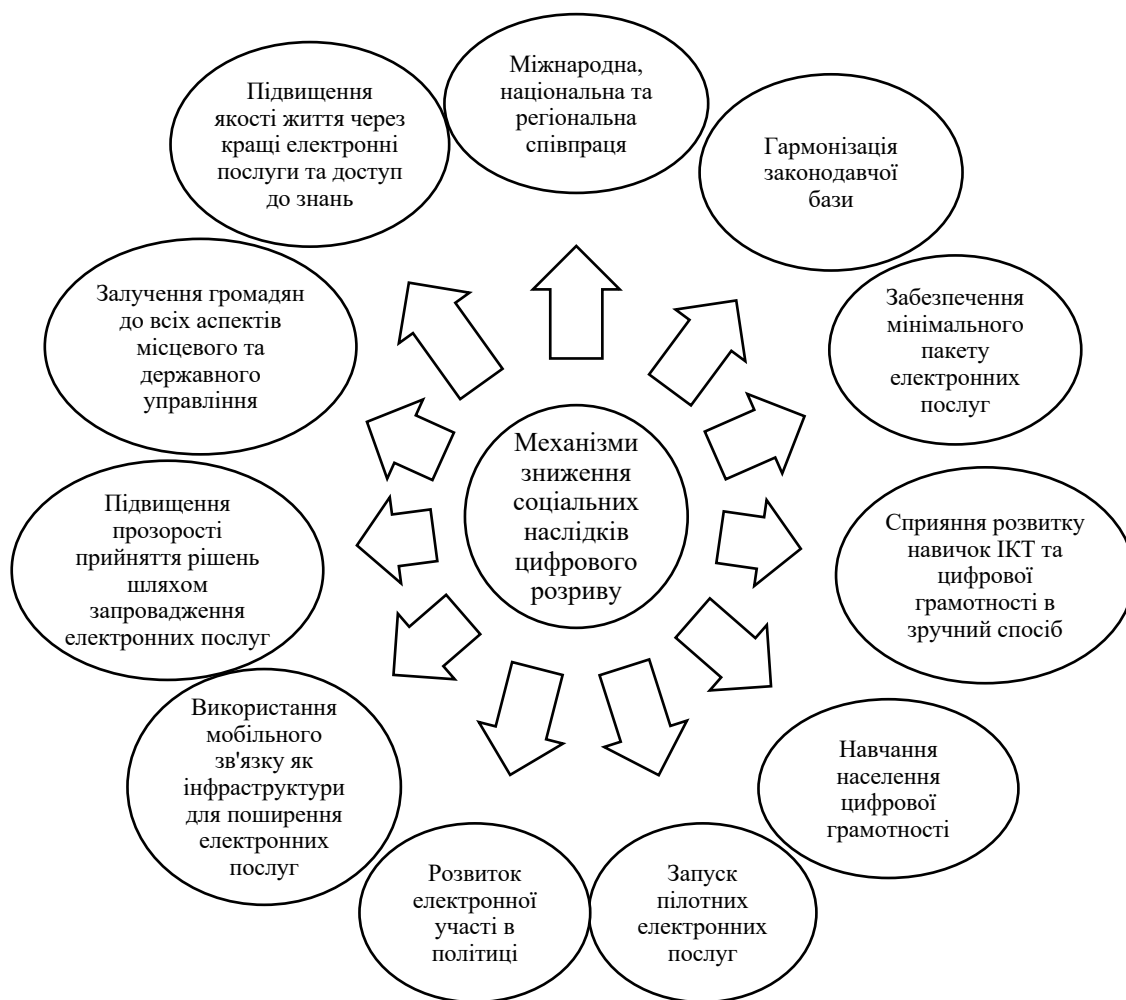 Міжнародна,
національна та
регіональна
співпраця
Гармонізація
законодавчої
бази
Забезпечення
мінімального
пакету
електронних
послуг
Сприяння розвитку
навичок ІКТ та
цифрової
грамотності в
зручний спосіб
Навчання
населення
цифрової
грамотності
Запуск
пілотних
електронних
послуг
Розвиток
електронної
участі в
політиці
Використання
мобільного
зв'язку як
інфраструктури
для поширення
електронних
послуг
Підвищення
прозорості
прийняття рішень
шляхом
запровадження
електронних послуг
Залучення громадян
до всіх аспектів
місцевого та
державного
управління
Підвищення
якості життя через
кращі електронні
послуги та доступ
до знань
Механізми
зниження
соціальних
наслідків
цифрового
розриву